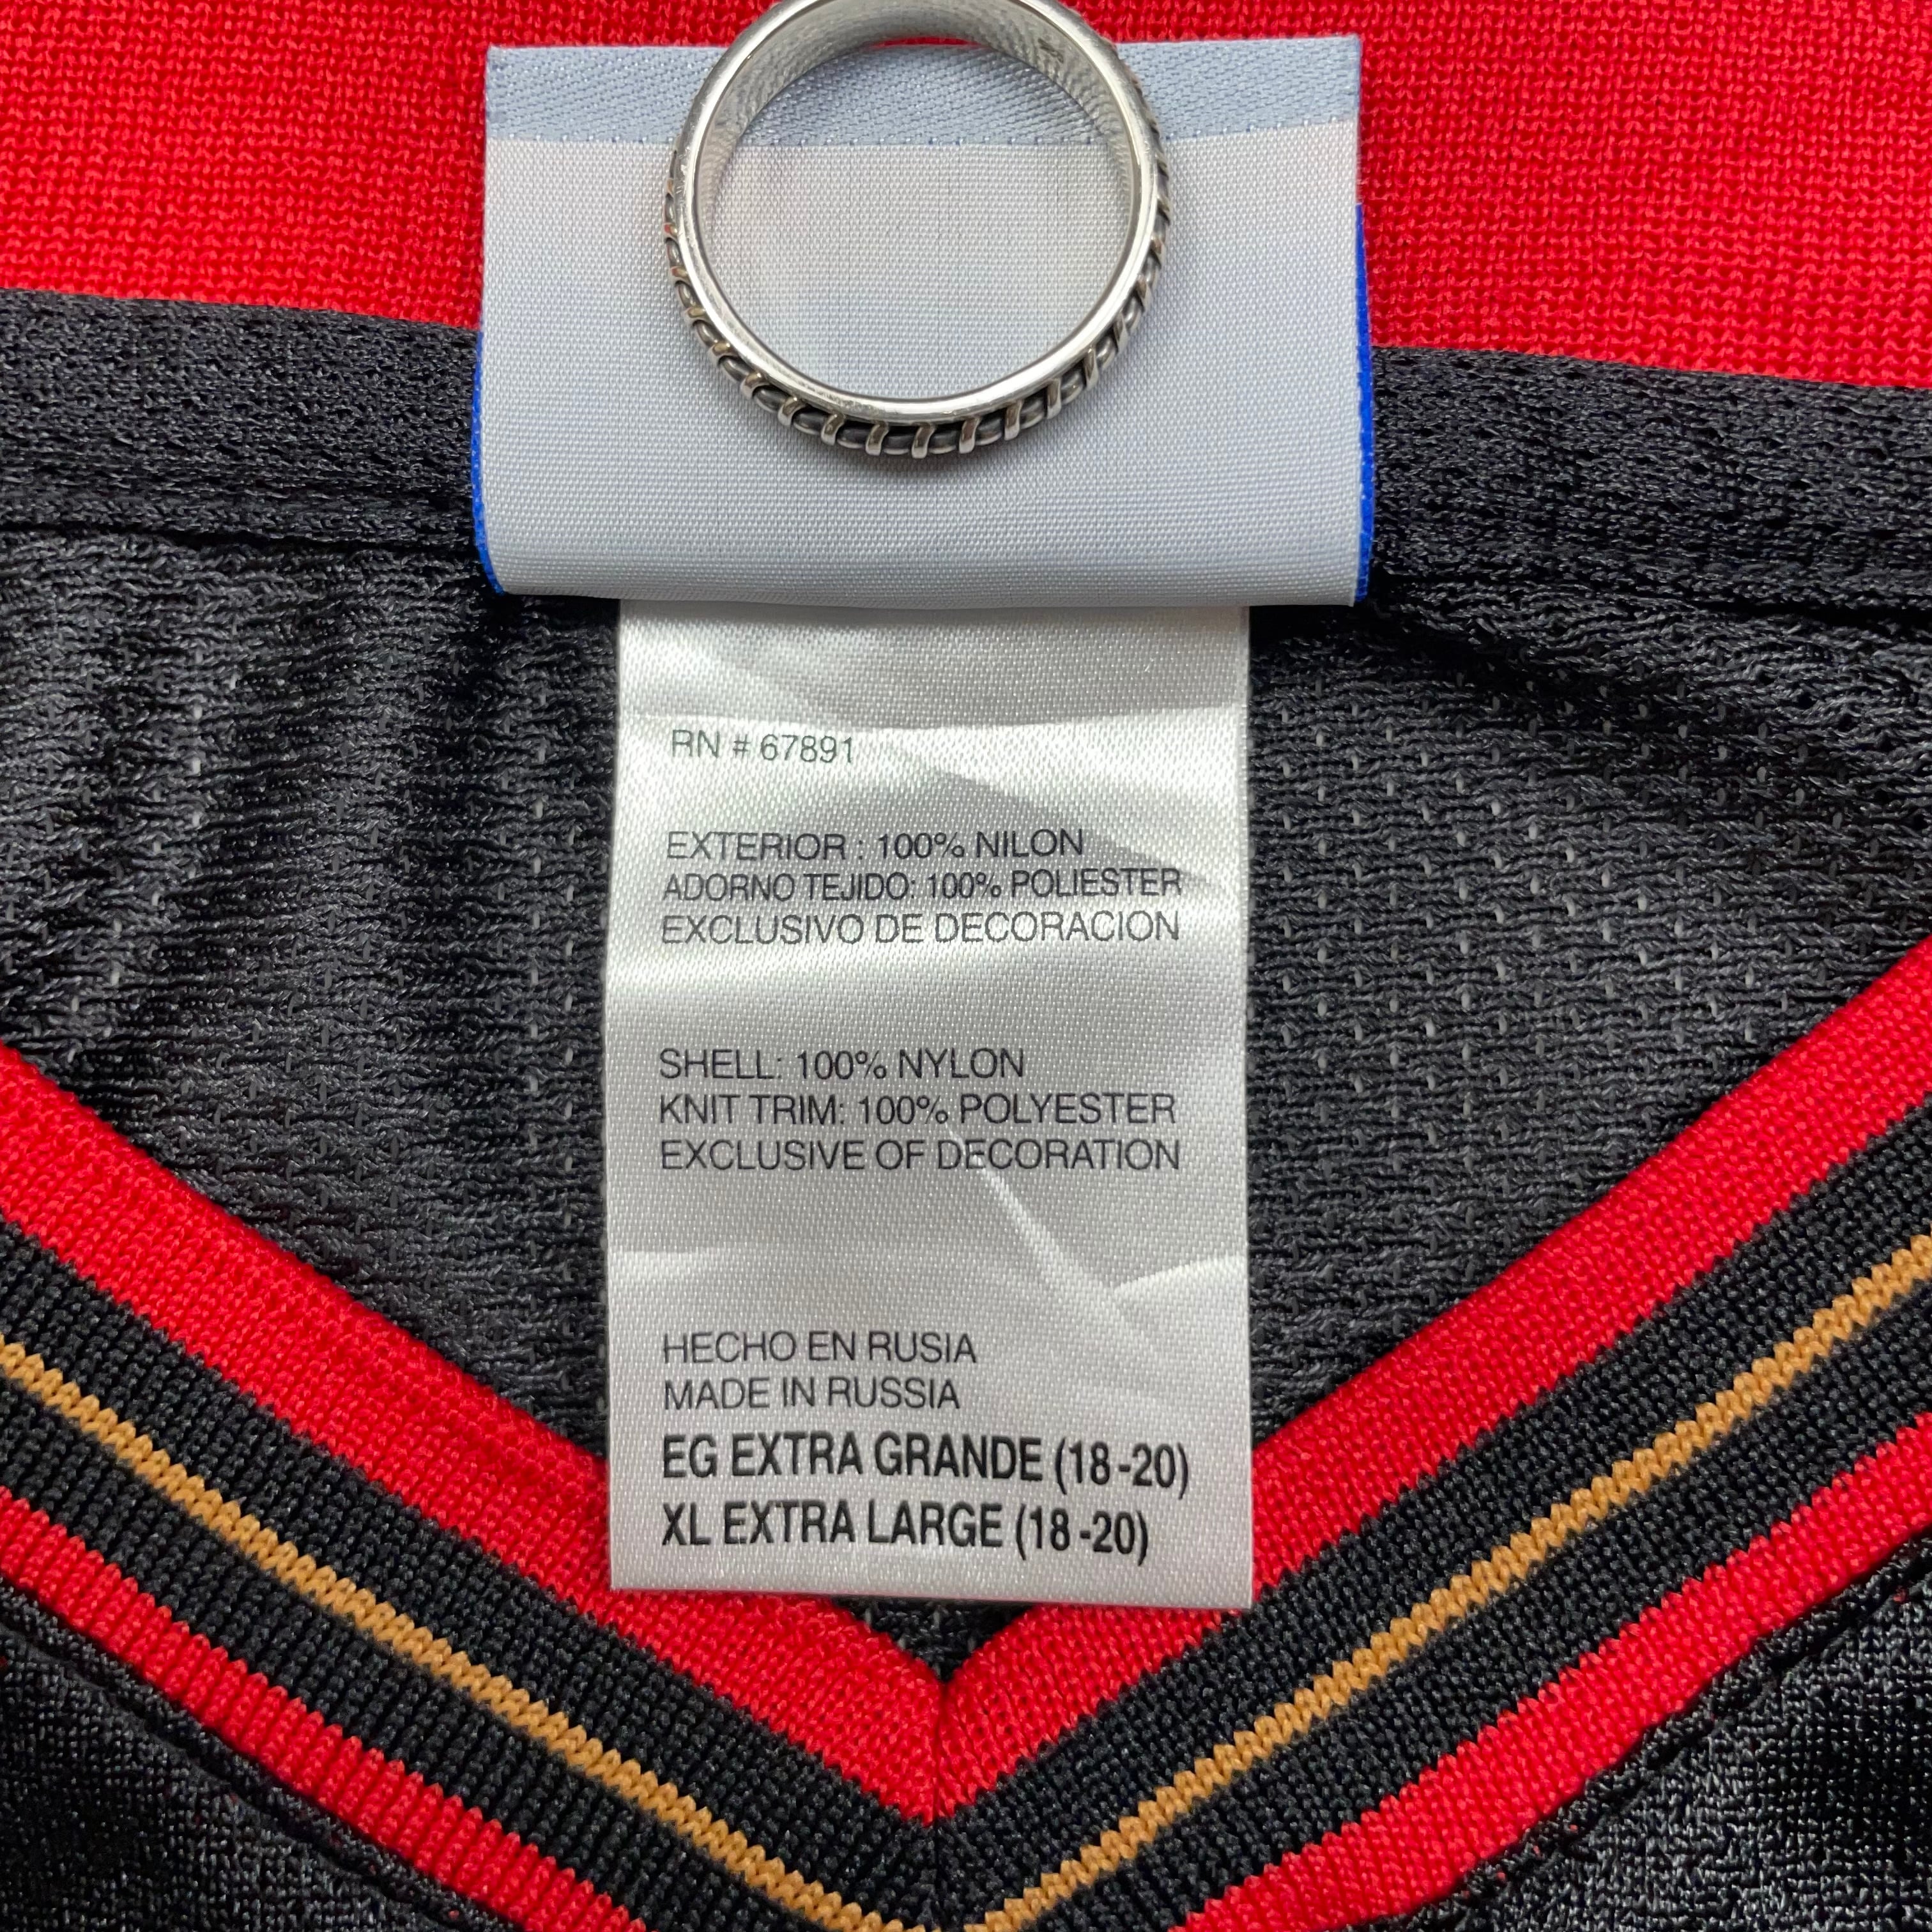 RN # 67891
EXTERIOR : 100% NILON
ADORNO TEJIDO: 100% POLIESTER
EXCLUSIVO DE DECORACION
SHELL: 100% NYLON
KNIT TRIM: 100% POLYESTER
EXCLUSIVE OF DECORATION
HECHO EN RUSIA
MADE IN RUSSIA
EG EXTRA GRANDE (18-20)
XL EXTRA LARGE (18-20)